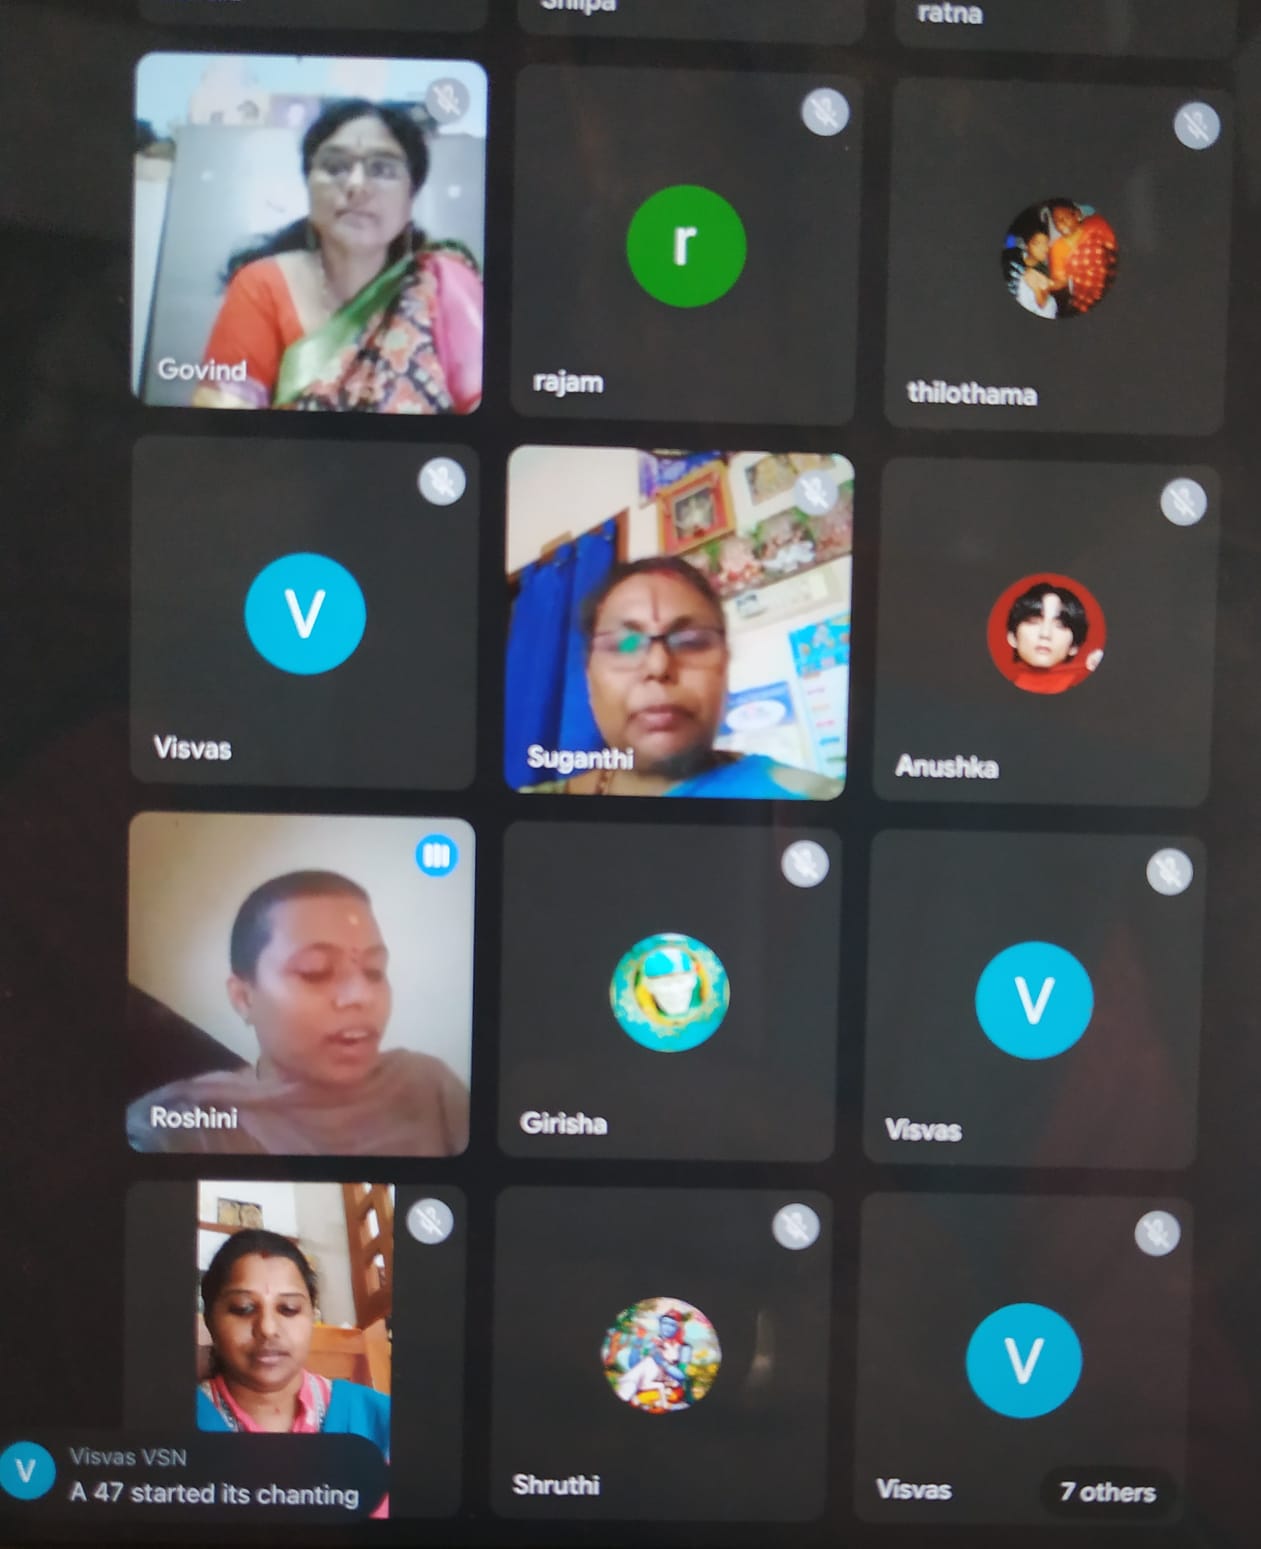 Shilpa
ratna
Govind
r
rajam
thilothama
V
Visvas
Suganthi
Anushka
Roshini
Girisha
V
Visvas
Shruthi
V
Visvas
7 others
V
Visvas VSN
A 47 started its chanting